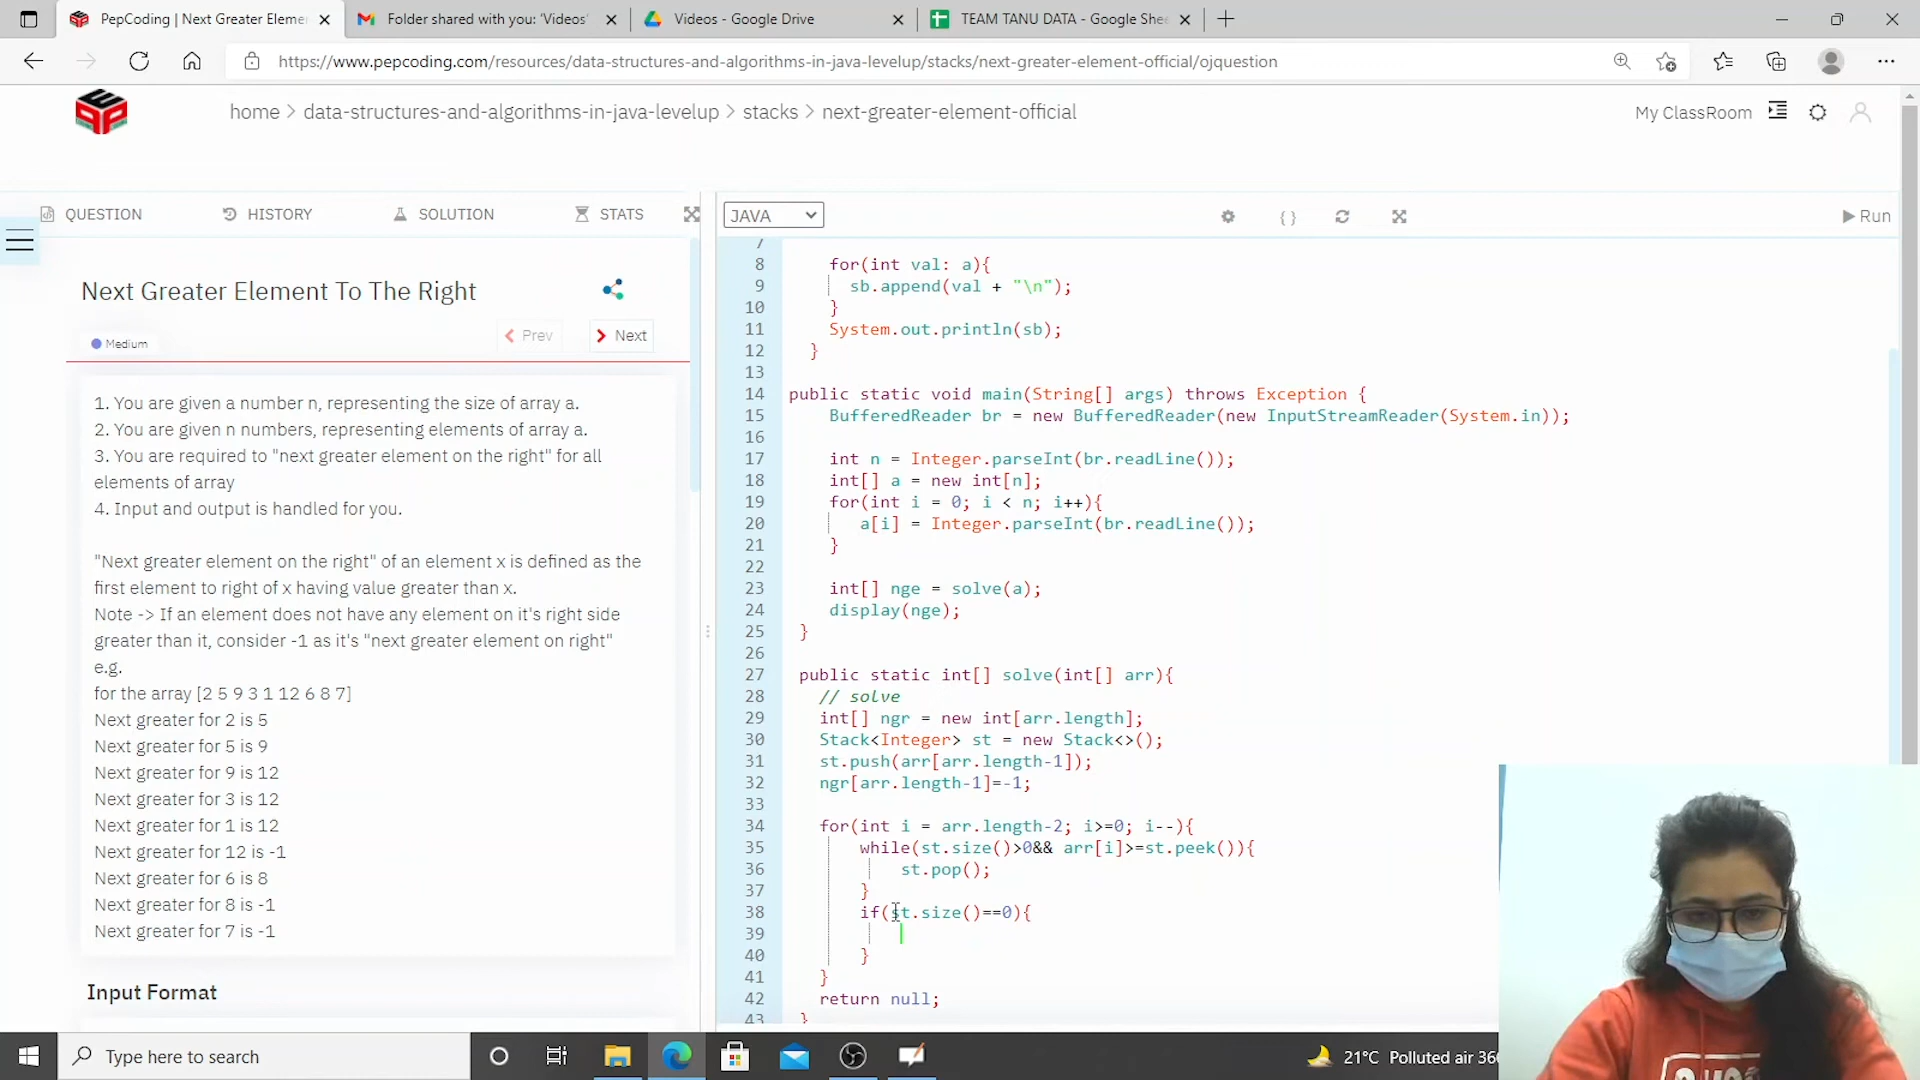 PepCoding | Next Greater Eleme
Folder shared with you: 'Videos'
Videos - Google Drive
TEAM TANU DATA - Google She
https://www.pepcoding.com/resources/data-structures-and-algorithms-in-java-levelup/stacks/next-greater-element-official/ojquestion
home > data-structures-and-algorithms-in-java-levelup > stacks > next-greater-element-official
My ClassRoom
QUESTION
HISTORY
SOLUTION
STATS
JAVA
{ }
Run
Next Greater Element To The Right
Medium
Prev
Next
1. You are given a number n, representing the size of array a.
2. You are given n numbers, representing elements of array a.
3. You are required to "next greater element on the right" for all
elements of array
4. Input and output is handled for you.
"Next greater element on the right" of an element x is defined as the
first element to right of x having value greater than x.
Note -> If an element does not have any element on it's right side
greater than it, consider -1 as it's "next greater element on right"
e.g.
for the array [2 5 9 3 1 12 6 8 7]
Next greater for 2 is 5
Next greater for 5 is 9
Next greater for 9 is 12
Next greater for 3 is 12
Next greater for 1 is 12
Next greater for 12 is -1
Next greater for 6 is 8
Next greater for 8 is -1
Next greater for 7 is -1
Input Format
7
8 for(int val: a){
9 sb.append(val + "\n");
10 }
11 System.out.println(sb);
12 }
13
14 public static void main(String[] args) throws Exception {
15 BufferedReader br = new BufferedReader(new InputStreamReader(System.in));
16
17 int n = Integer.parseInt(br.readLine());
18 int[] a = new int[n];
19 for(int i = 0; i < n; i++){
20 a[i] = Integer.parseInt(br.readLine());
21 }
22
23 int[] nge = solve(a);
24 display(nge);
25 }
26
27 public static int[] solve(int[] arr){
28 // solve
29 int[] ngr = new int[arr.length];
30 Stack<Integer> st = new Stack<>();
31 st.push(arr[arr.length-1]);
32 ngr[arr.length-1]=-1;
33
34 for(int i = arr.length-2; i>=0; i--){
35 while(st.size()>0&& arr[i]>=st.peek()){
36 st.pop();
37 }
38 if(st.size()==0){
39
40 }
41 }
42 return null;
43 }
Type here to search
21°C Polluted air 36